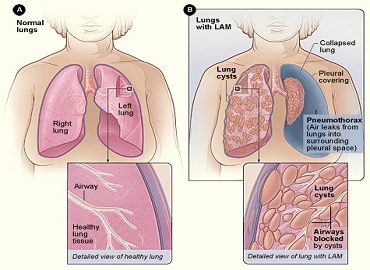 A
Normal
lungs
Right
lung
Left
lung
Airway
Healthy
lung
tissue
Detailed view of healthy lung
B
Lungs
with LAM
Lung
cysts
Collapsed
lung
Pleural
covering
Pneumothorax
(Air leaks from
lungs into
surrounding
pleural space)
Lung
cysts
Airways
blocked
by cysts
Detailed view of lung with LAM